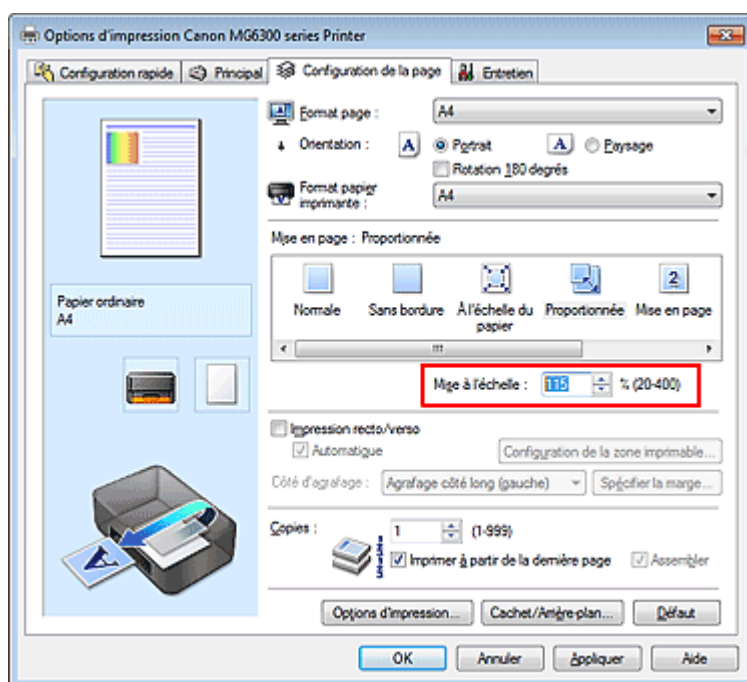 Options d'impression Canon MG6300 series Printer
Configuration rapide Principal Configuration de la page Entretien
Format page : A4
Orientation : A Portrait A Paysage
Rotation 180 degrés
Format papier imprimante : A4
Mise en page : Proportionnée
Normale Sans bordure À l'échelle du papier Proportionnée Mise en page
Papier ordinaire
A4
Mise à l'échelle : 115 % (20-400)
Impression recto/verso
Automatique Configuration de la zone imprimable...
Côté d'agrafage : Agrafage côté long (gauche) Spécifier la marge...
Copies : 1 (1-999)
Imprimer à partir de la dernière page Assembler
Options d'impression... Cachet/Arrière-plan... Défaut
OK Annuler Appliquer Aide